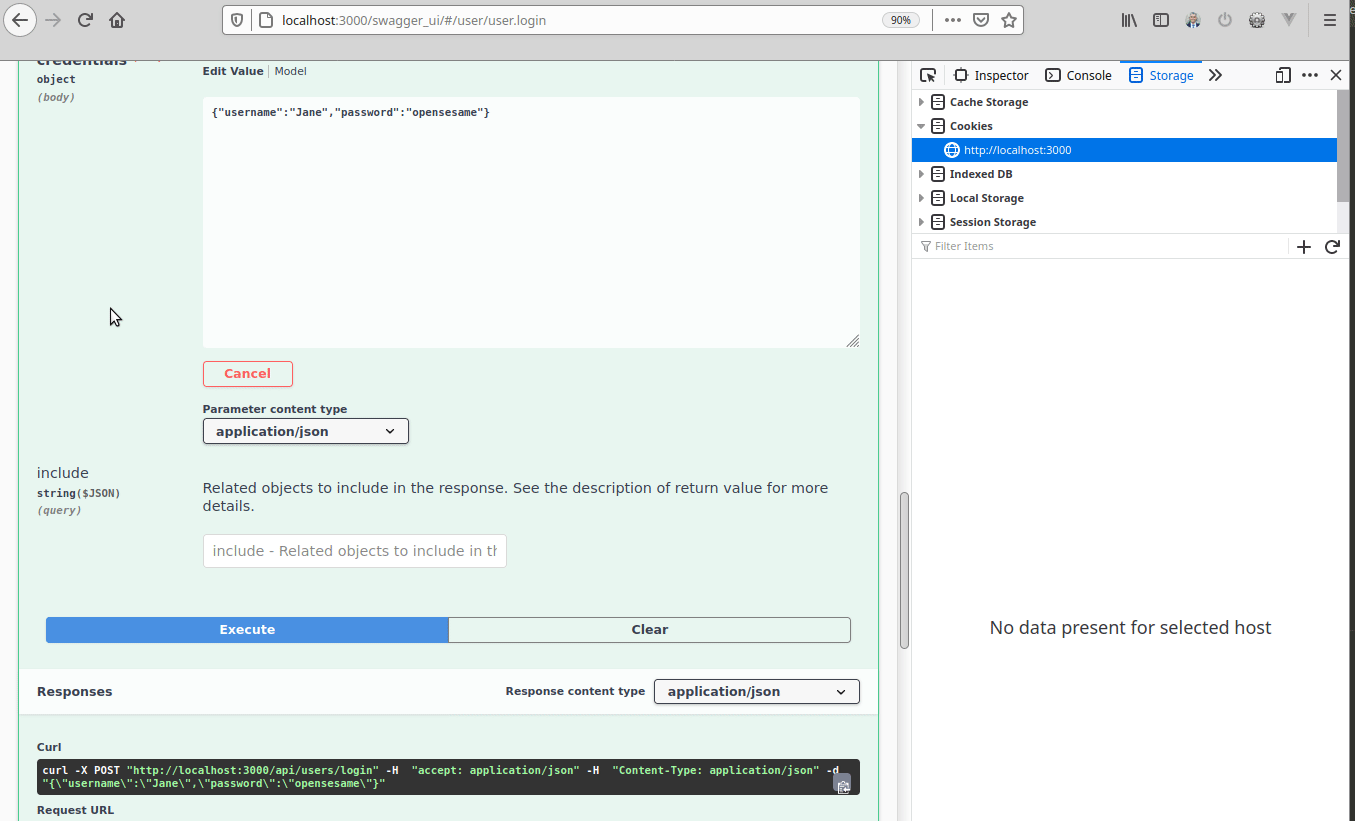 localhost:3000/swagger_ui/#/user/user.login
90%
object
(body)
Edit Value | Model
{"username":"Jane","password":"opensesame"}
Cancel
Parameter content type
application/json
include
string($JSON)
(query)
Related objects to include in the response. See the description of return value for more
details.
include - Related objects to include in th
Execute
Clear
Responses
Response content type
application/json
Curl
curl -X POST "http://localhost:3000/api/users/login" -H  "accept: application/json" -H  "Content-Type: application/json" -d
"{\"username\":\"Jane\",\"password\":\"opensesame\"}"
Request URL
Inspector
Console
Storage
Cache Storage
Cookies
http://localhost:3000
Indexed DB
Local Storage
Session Storage
Filter Items
No data present for selected host